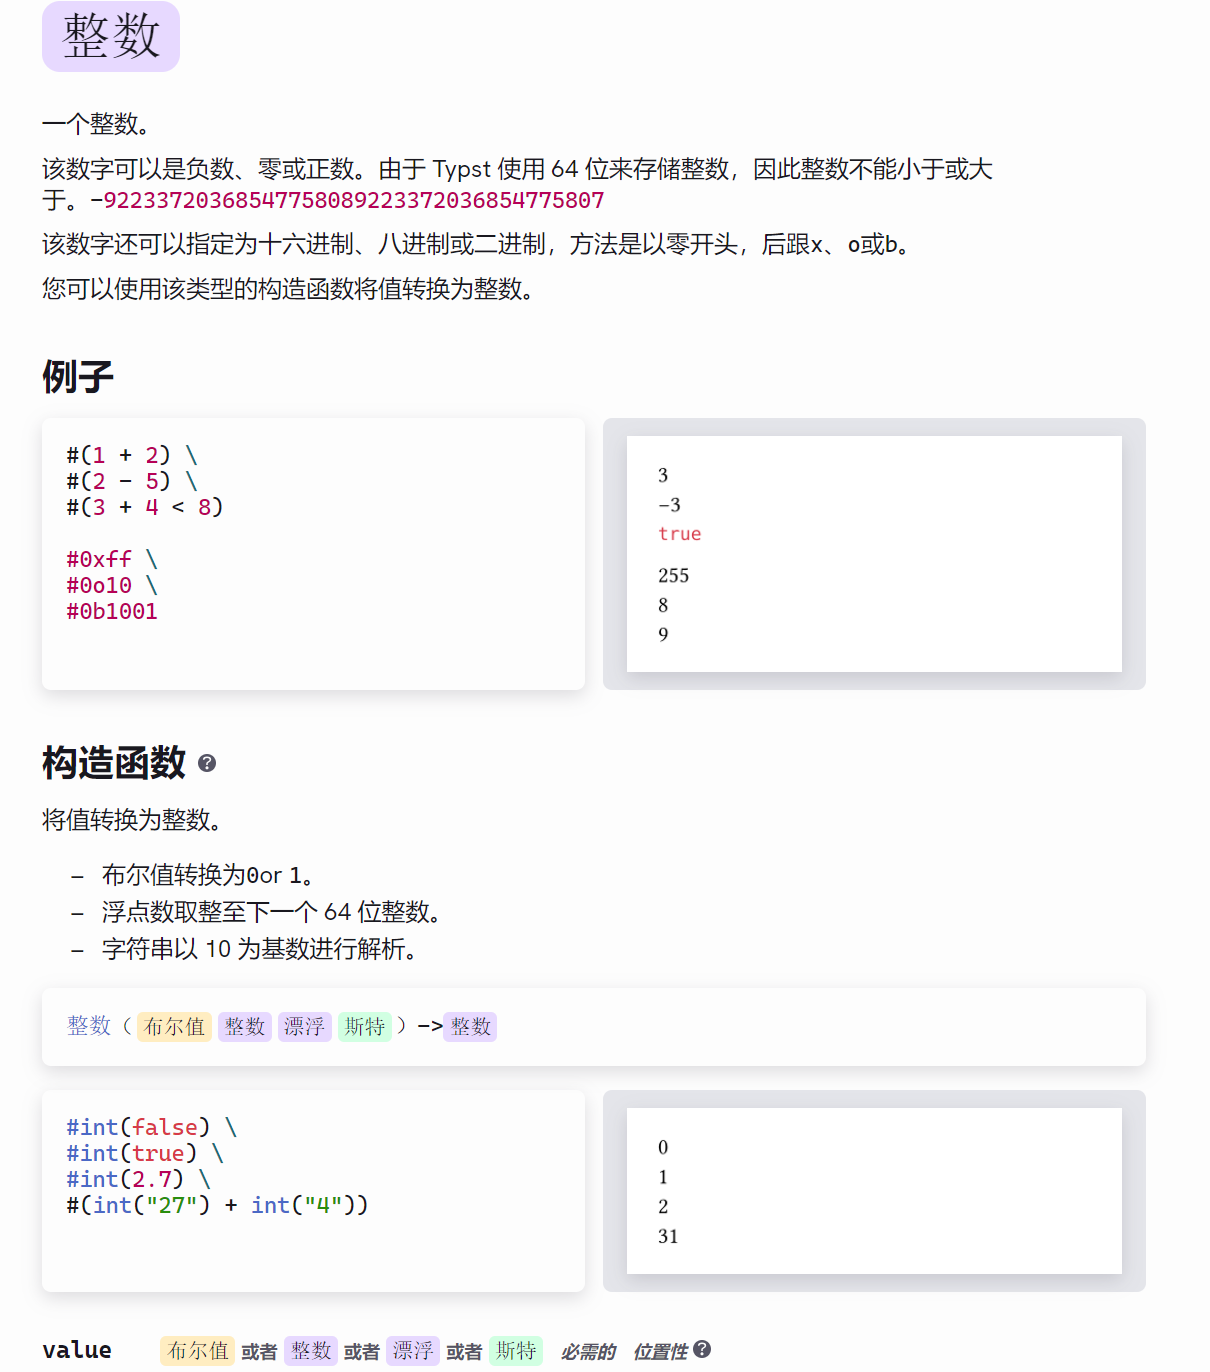 整数
一个整数。
该数字可以是负数、零或正数。由于 Typst 使用 64 位来存储整数，因此整数不能小于或大
于。-92233720368547758089223372036854775807
该数字还可以指定为十六进制、八进制或二进制，方法是以零开头，后跟x、o或b。
您可以使用该类型的构造函数将值转换为整数。
例子
#(1 + 2) \
#(2 - 5) \
#(3 + 4 < 8)
#0xff \
#0o10 \
#0b1001
3
−3
true
255
8
9
构造函数 ?
将值转换为整数。
– 布尔值转换为0or 1。
– 浮点数取整至下一个 64 位整数。
– 字符串以 10 为基数进行解析。
整数（ 布尔值 整数 漂浮 斯特 ）-> 整数
#int(false) \
#int(true) \
#int(2.7) \
#(int("27") + int("4"))
0
1
2
31
value 布尔值 或者 整数 或者 漂浮 或者 斯特 必需的 位置性 ?